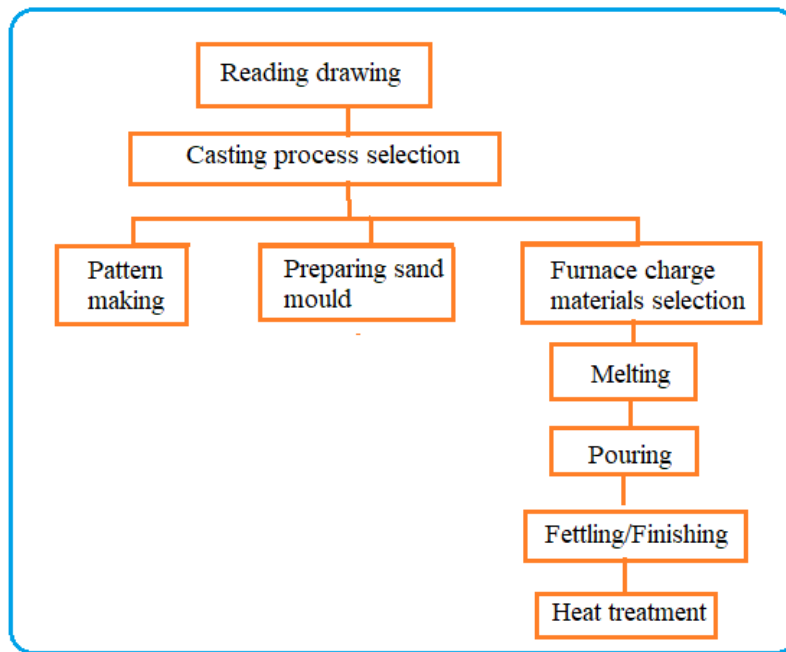 Reading drawing
Casting process selection
Pattern
making
Preparing sand
mould
Furnace charge
materials selection
Melting
Pouring
Fettling/Finishing
Heat treatment